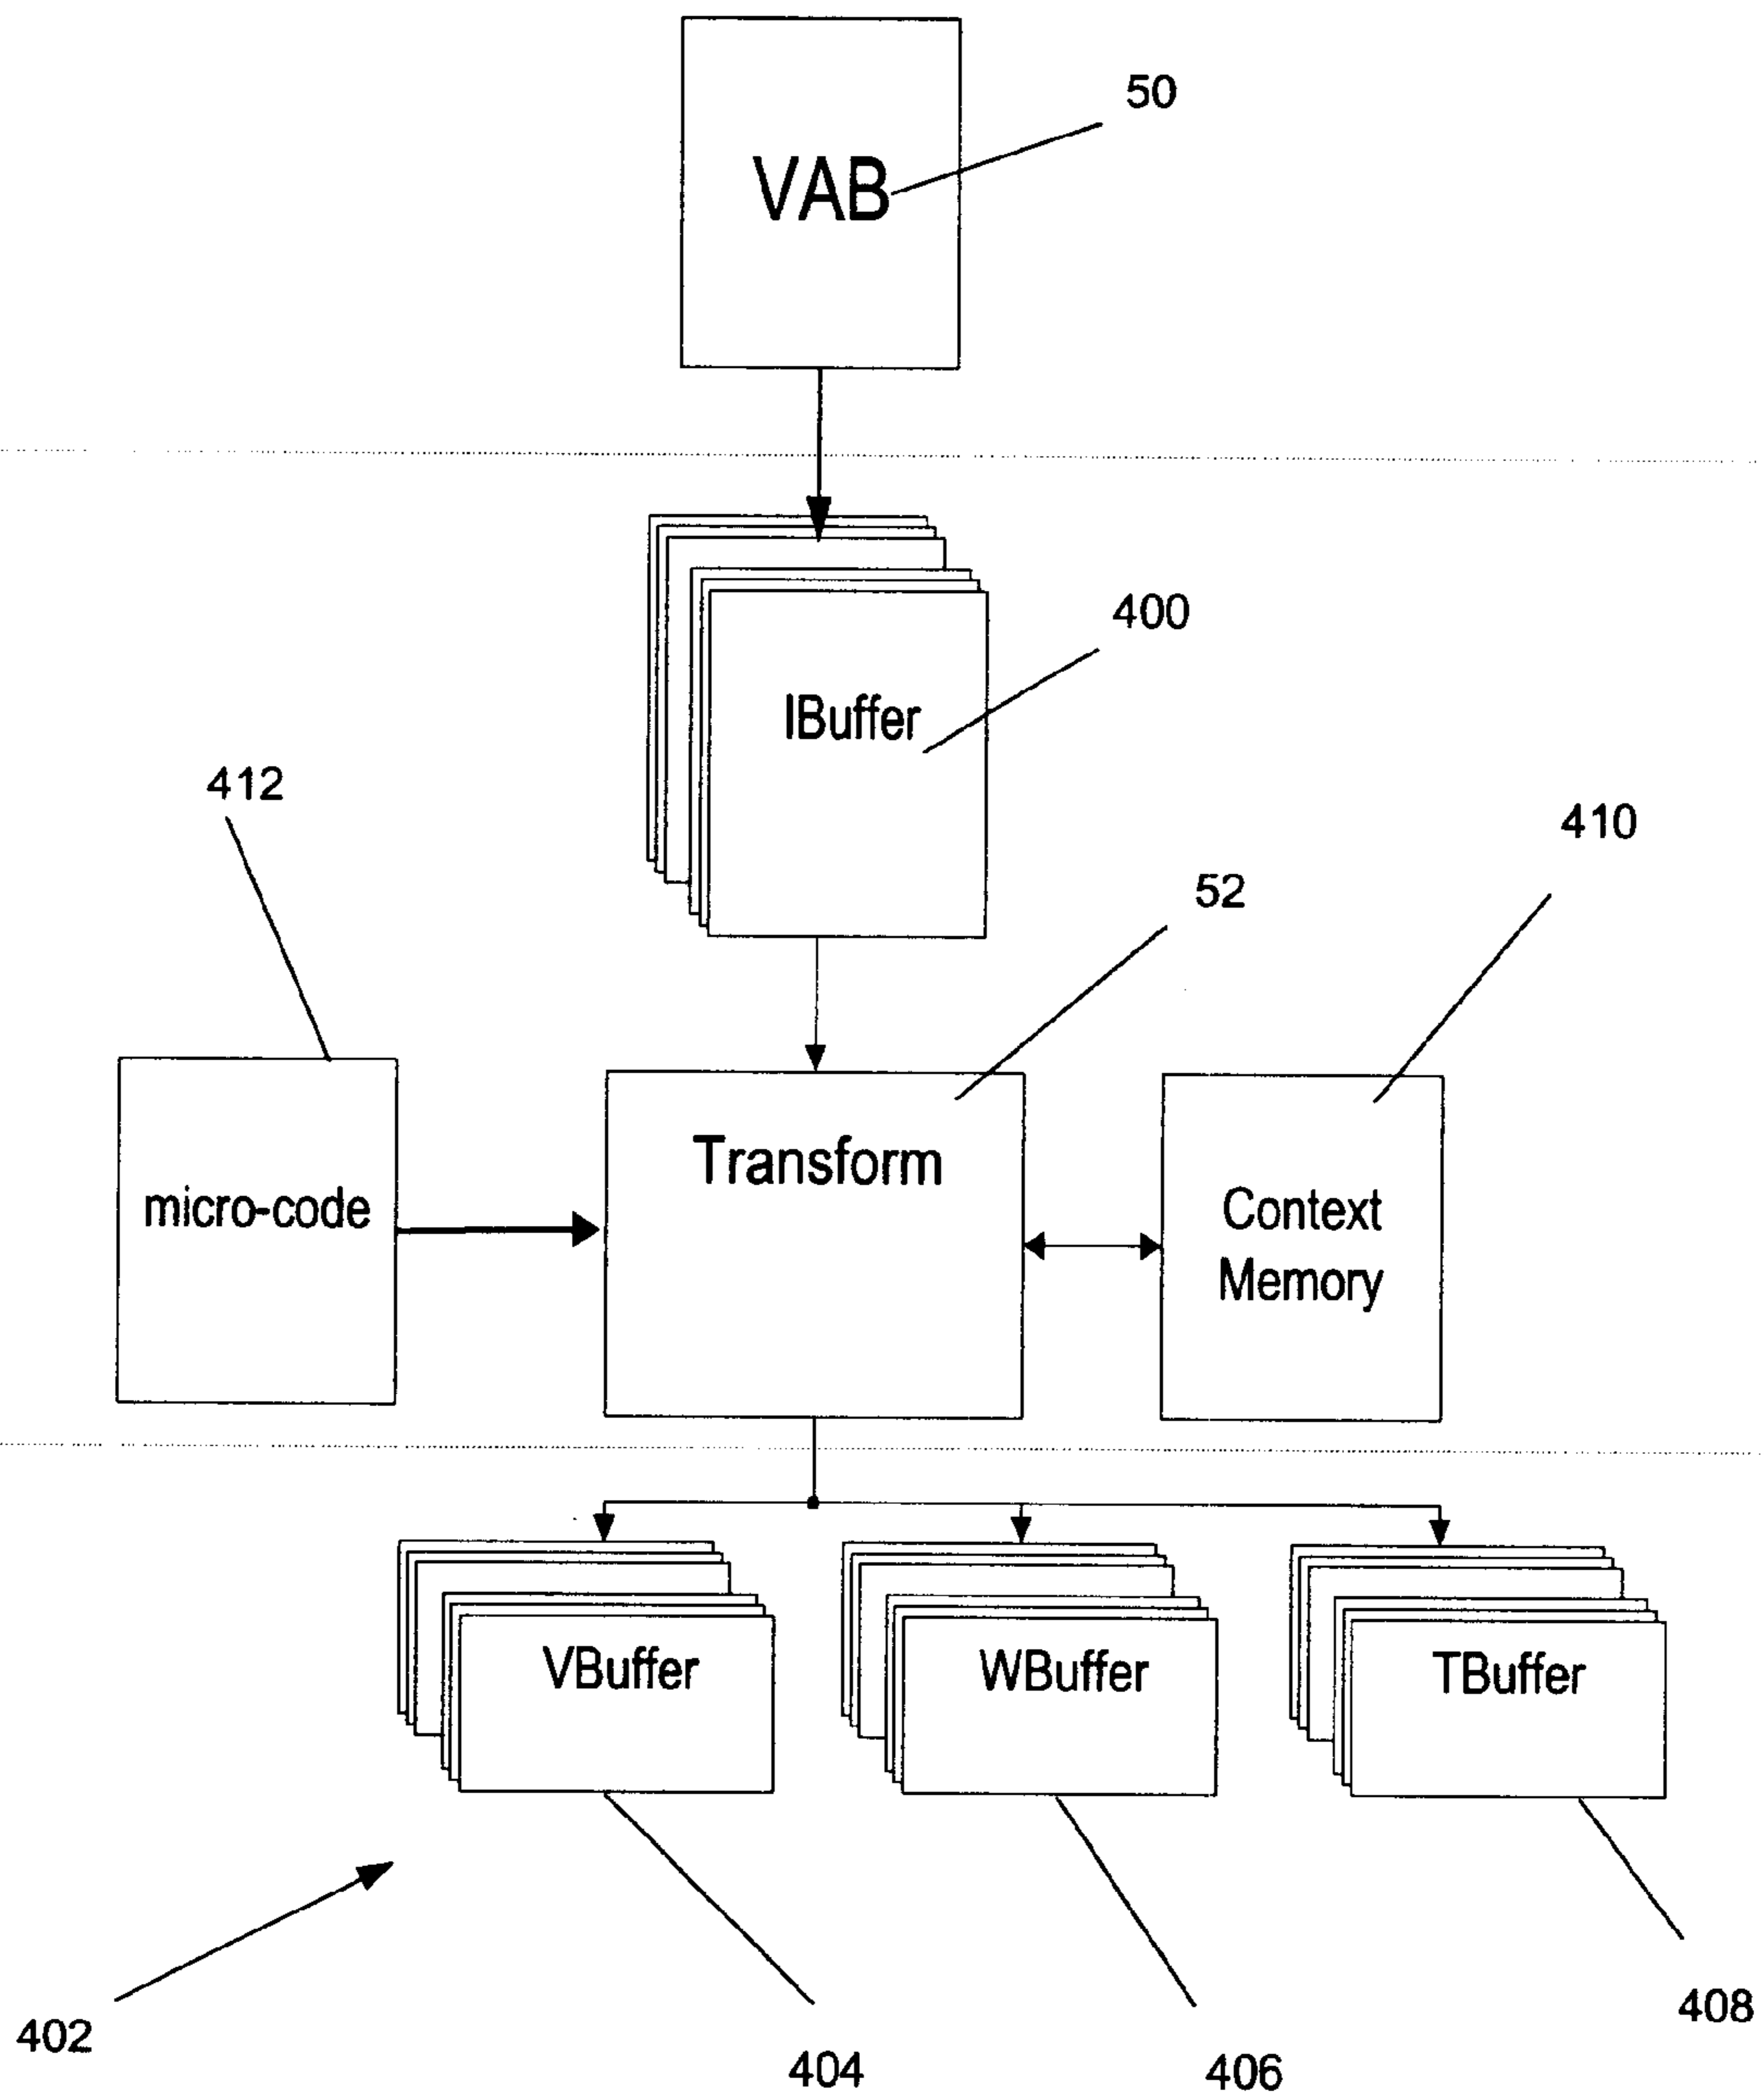 50
VAB
400
IBuffer
412
410
52
Transform
micro-code
Context
Memory
VBuffer
WBuffer
TBuffer
402
404
406
408